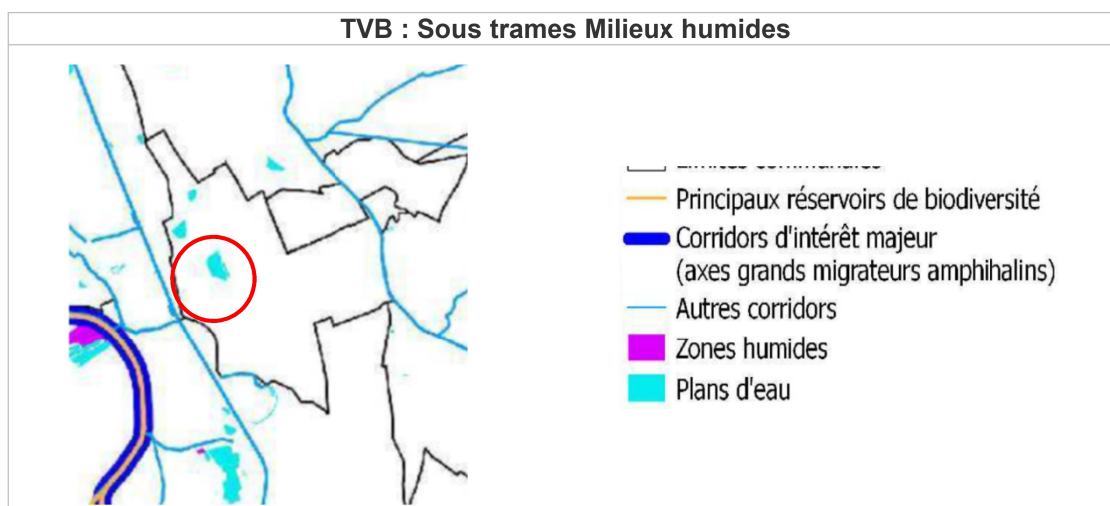 TVB : Sous trames Milieux humides
Principaux réservoirs de biodiversité
Corridors d'intérêt majeur
(axes grands migrateurs amphihalins)
Autres corridors
Zones humides
Plans d'eau